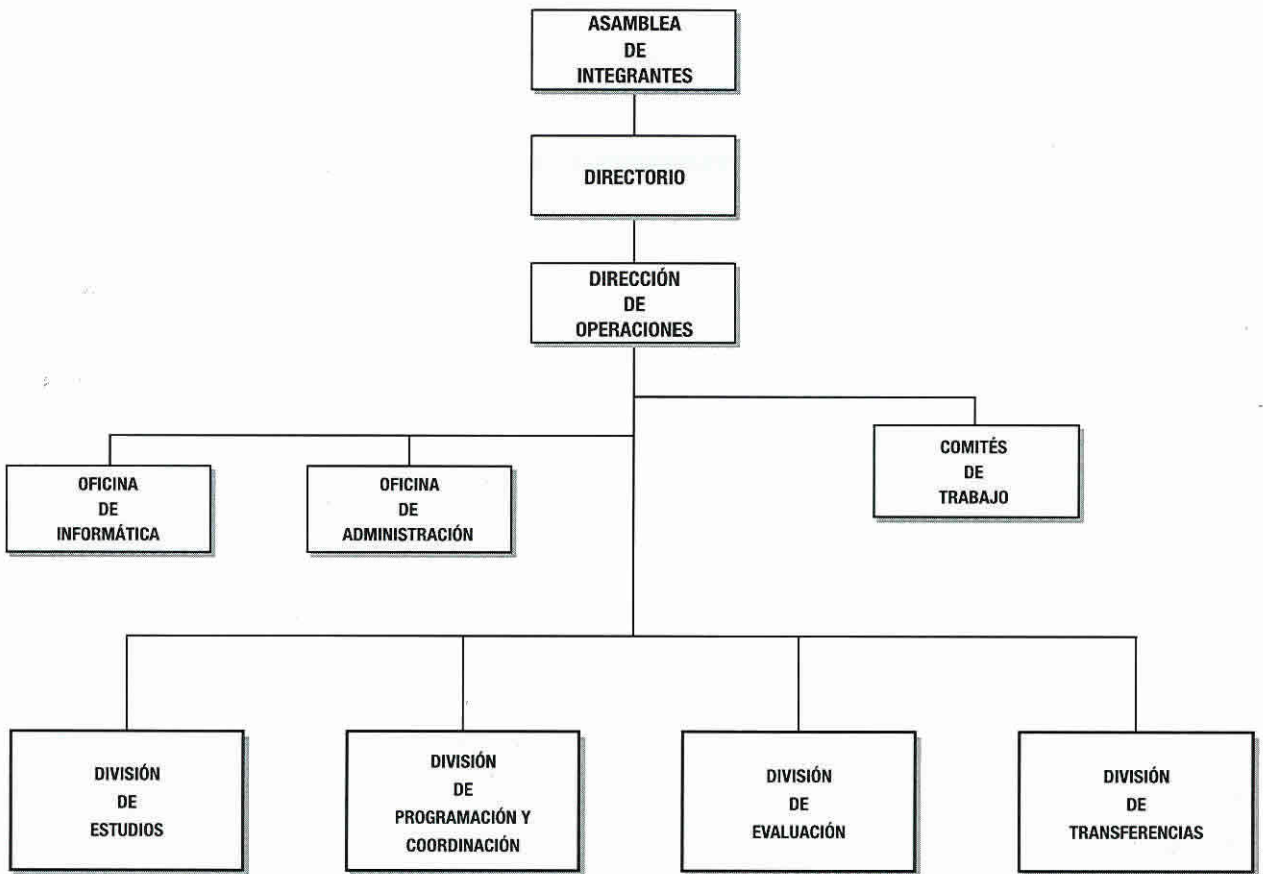 ASAMBLEA
DE
INTEGRANTES
DIRECTORIO
DIRECCIÓN
DE
OPERACIONES
COMITÉS
DE
TRABAJO
OFICINA
DE
INFORMÁTICA
OFICINA
DE
ADMINISTRACIÓN
DIVISIÓN
DE
ESTUDIOS
DIVISIÓN
DE
PROGRAMACIÓN Y
COORDINACIÓN
DIVISIÓN
DE
EVALUACIÓN
DIVISIÓN
DE
TRANSFERENCIAS